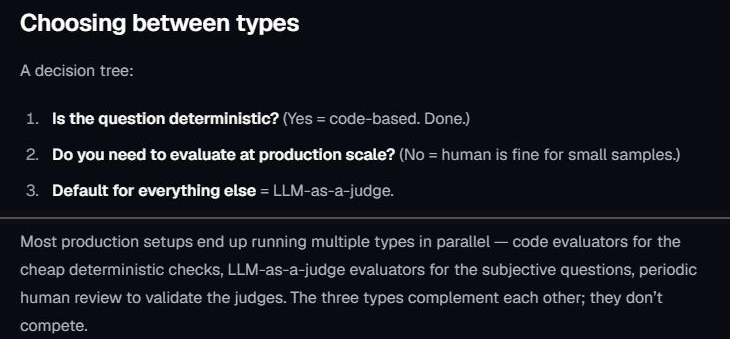 Choosing between types
A decision tree:
1. Is the question deterministic? (Yes = code-based. Done.)
2. Do you need to evaluate at production scale? (No = human is fine for small samples.)
3. Default for everything else = LLM-as-a-judge.
Most production setups end up running multiple types in parallel — code evaluators for the
cheap deterministic checks, LLM-as-a-judge evaluators for the subjective questions, periodic
human review to validate the judges. The three types complement each other; they don’t
compete.